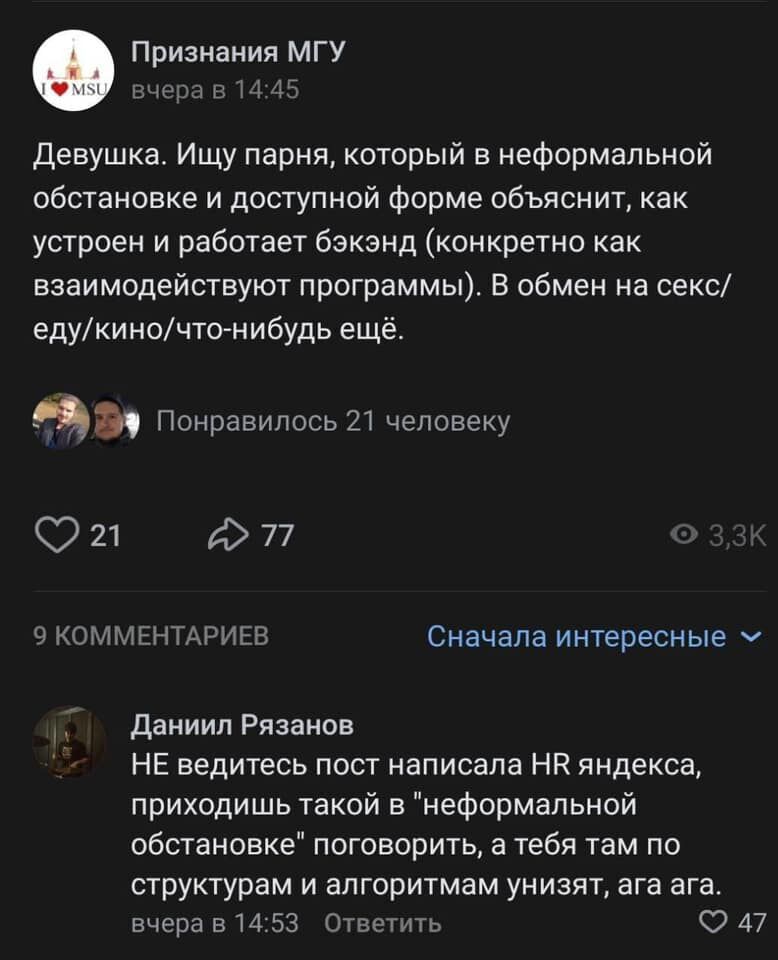 I ❤ MSU
Признания МГУ
вчера в 14:45
Девушка. Ищу парня, который в неформальной
обстановке и доступной форме объяснит, как
устроен и работает бэкэнд (конкретно как
взаимодействуют программы). В обмен на секс/
еду/кино/что-нибудь ещё.
Понравилось 21 человеку
21 77 3,3K
9 КОММЕНТАРИЕВ Сначала интересные
Даниил Рязанов
НЕ ведитесь пост написала HR яндекса,
приходишь такой в "неформальной
обстановке" поговорить, а тебя там по
структурам и алгоритмам унизят, ага ага.
вчера в 14:53 Ответить 47